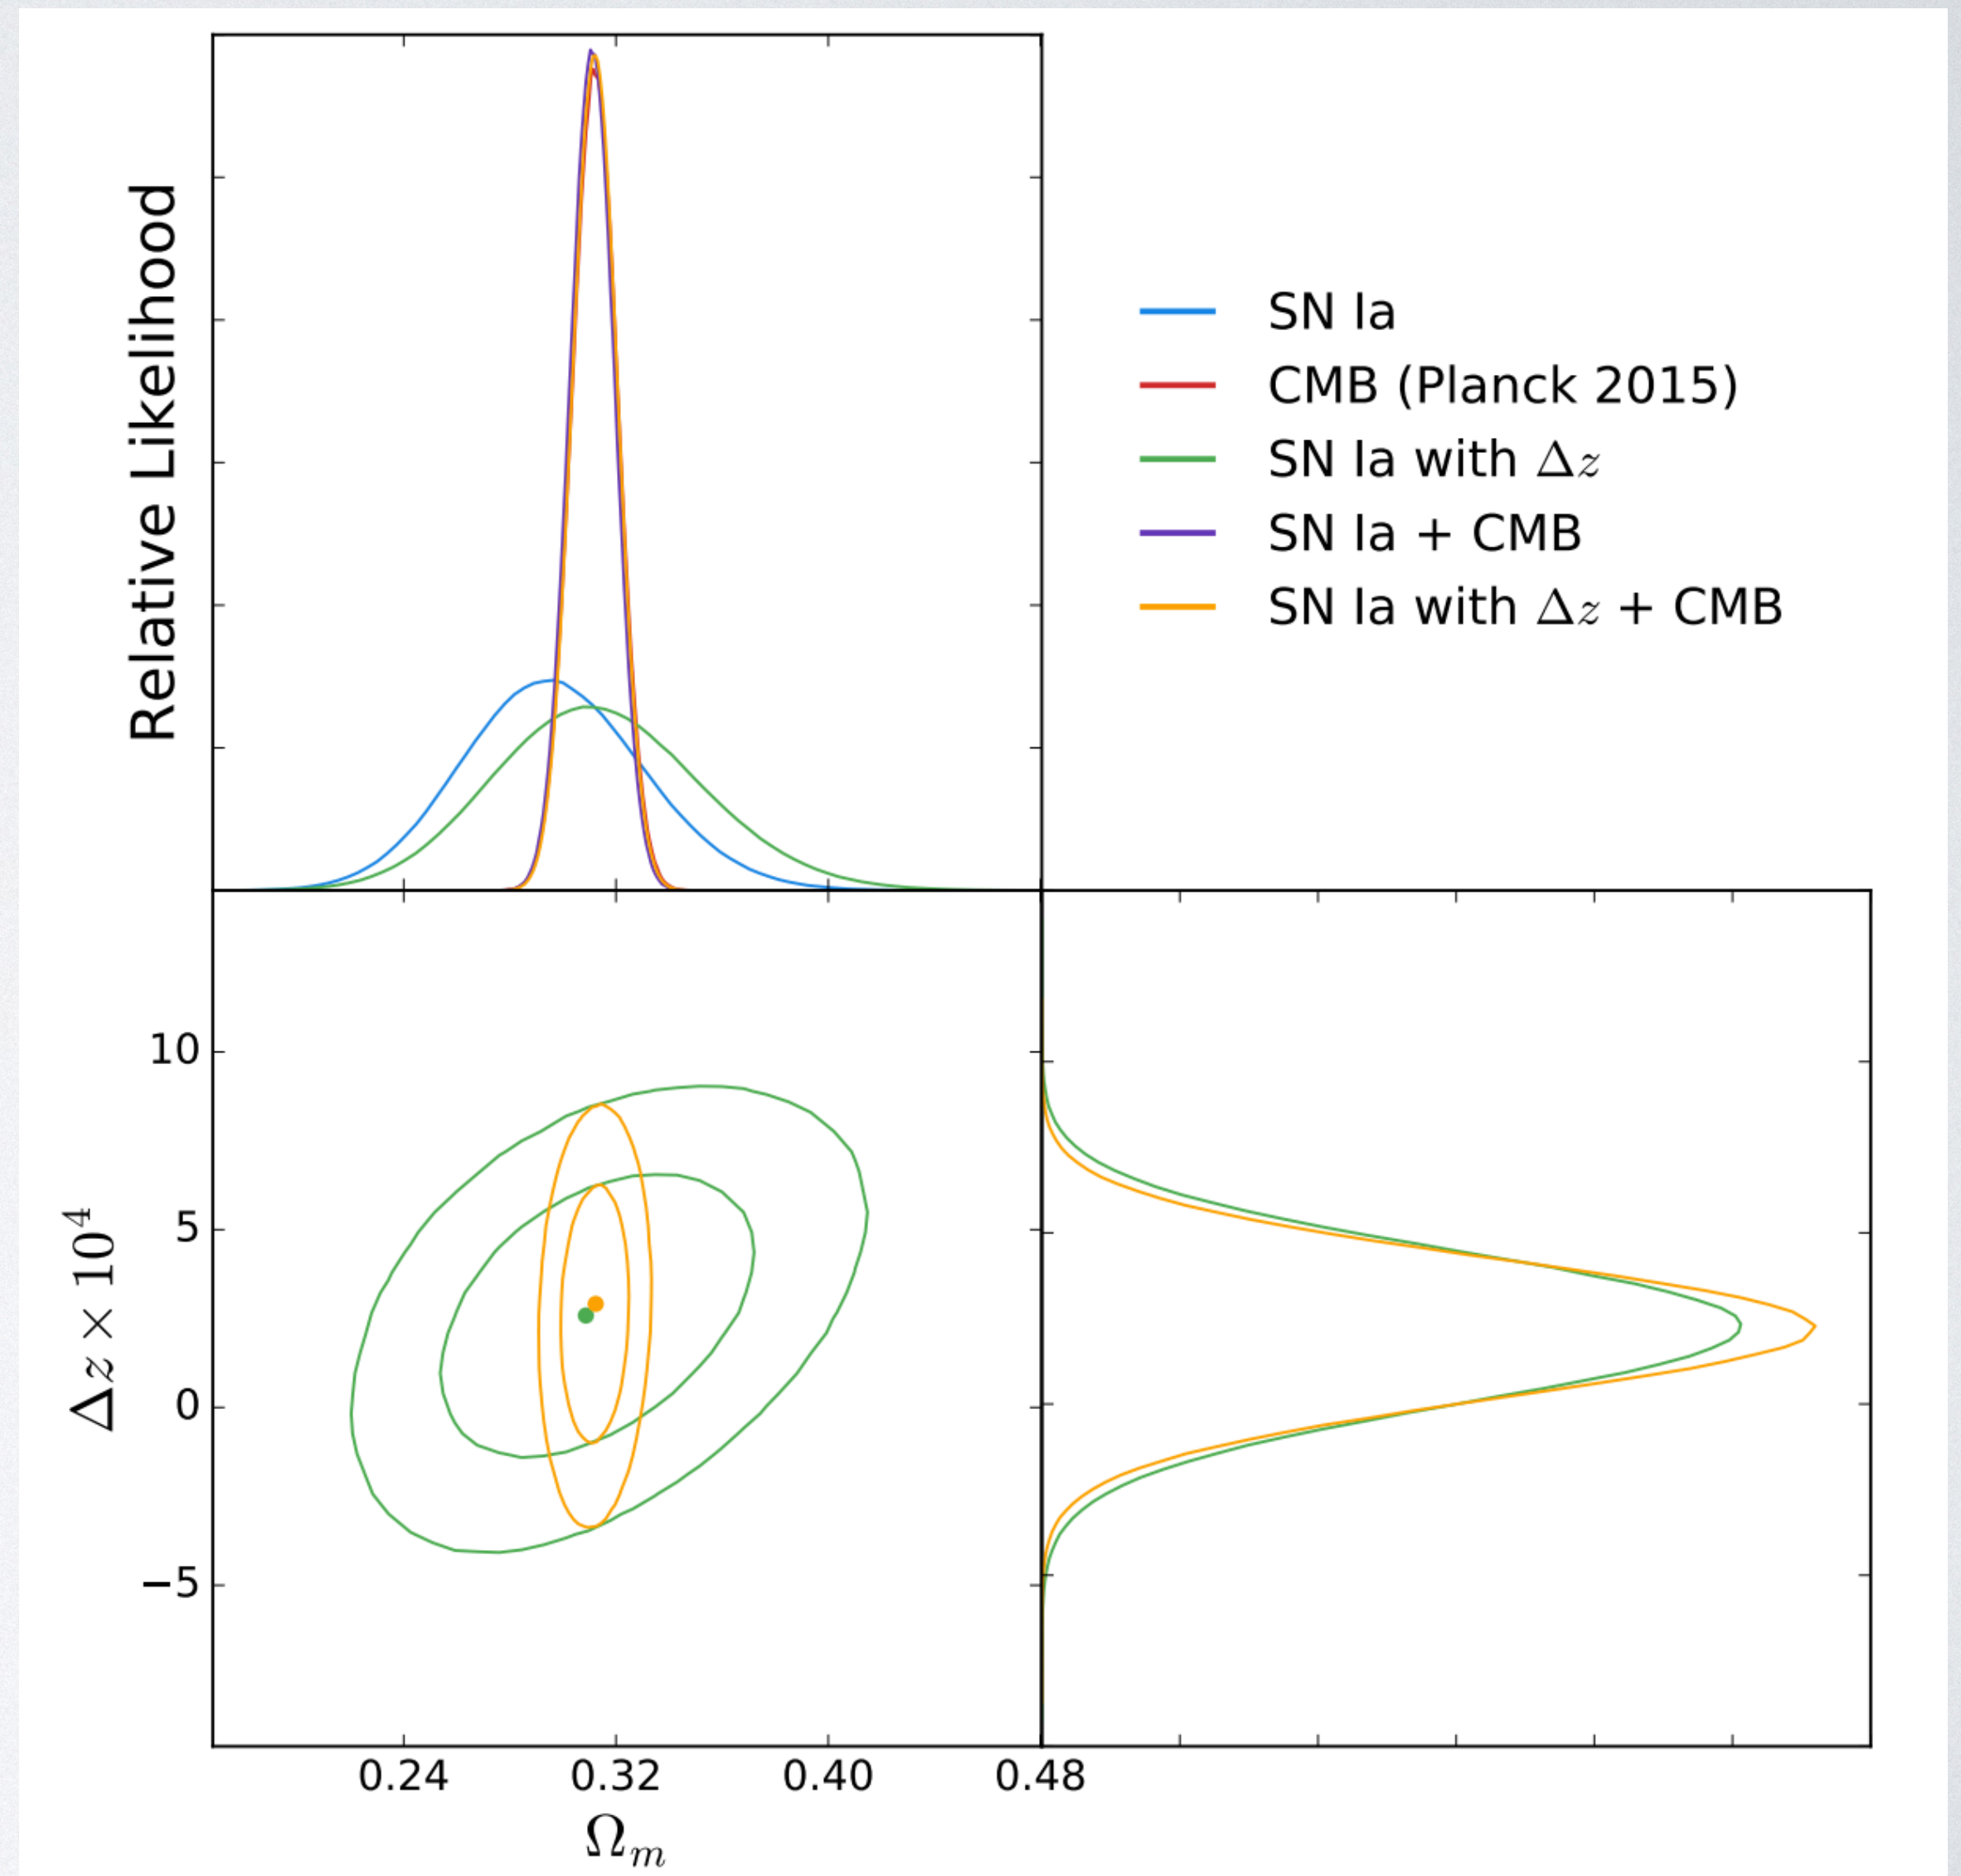 Relative Likelihood
SN Ia
CMB (Planck 2015)
SN Ia with Δz
SN Ia + CMB
SN Ia with Δz + CMB
10
5
0
−5
Δz × 10⁴
0.24 0.32 0.40 0.48
Ωₘ